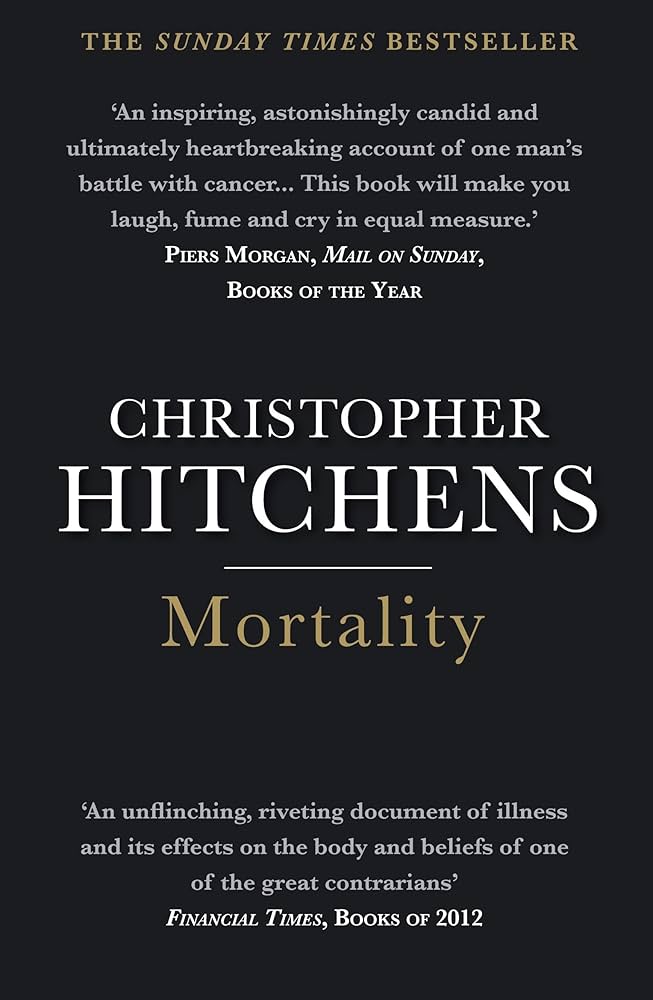 THE SUNDAY TIMES BESTSELLER
‘An inspiring, astonishingly candid and
ultimately heartbreaking account of one man’s
battle with cancer... This book will make you
laugh, fume and cry in equal measure.’
PIERS MORGAN, MAIL ON SUNDAY,
BOOKS OF THE YEAR
CHRISTOPHER
HITCHENS
Mortality
‘An unflinching, riveting document of illness
and its effects on the body and beliefs of one
of the great contrarians’
FINANCIAL TIMES, BOOKS OF 2012